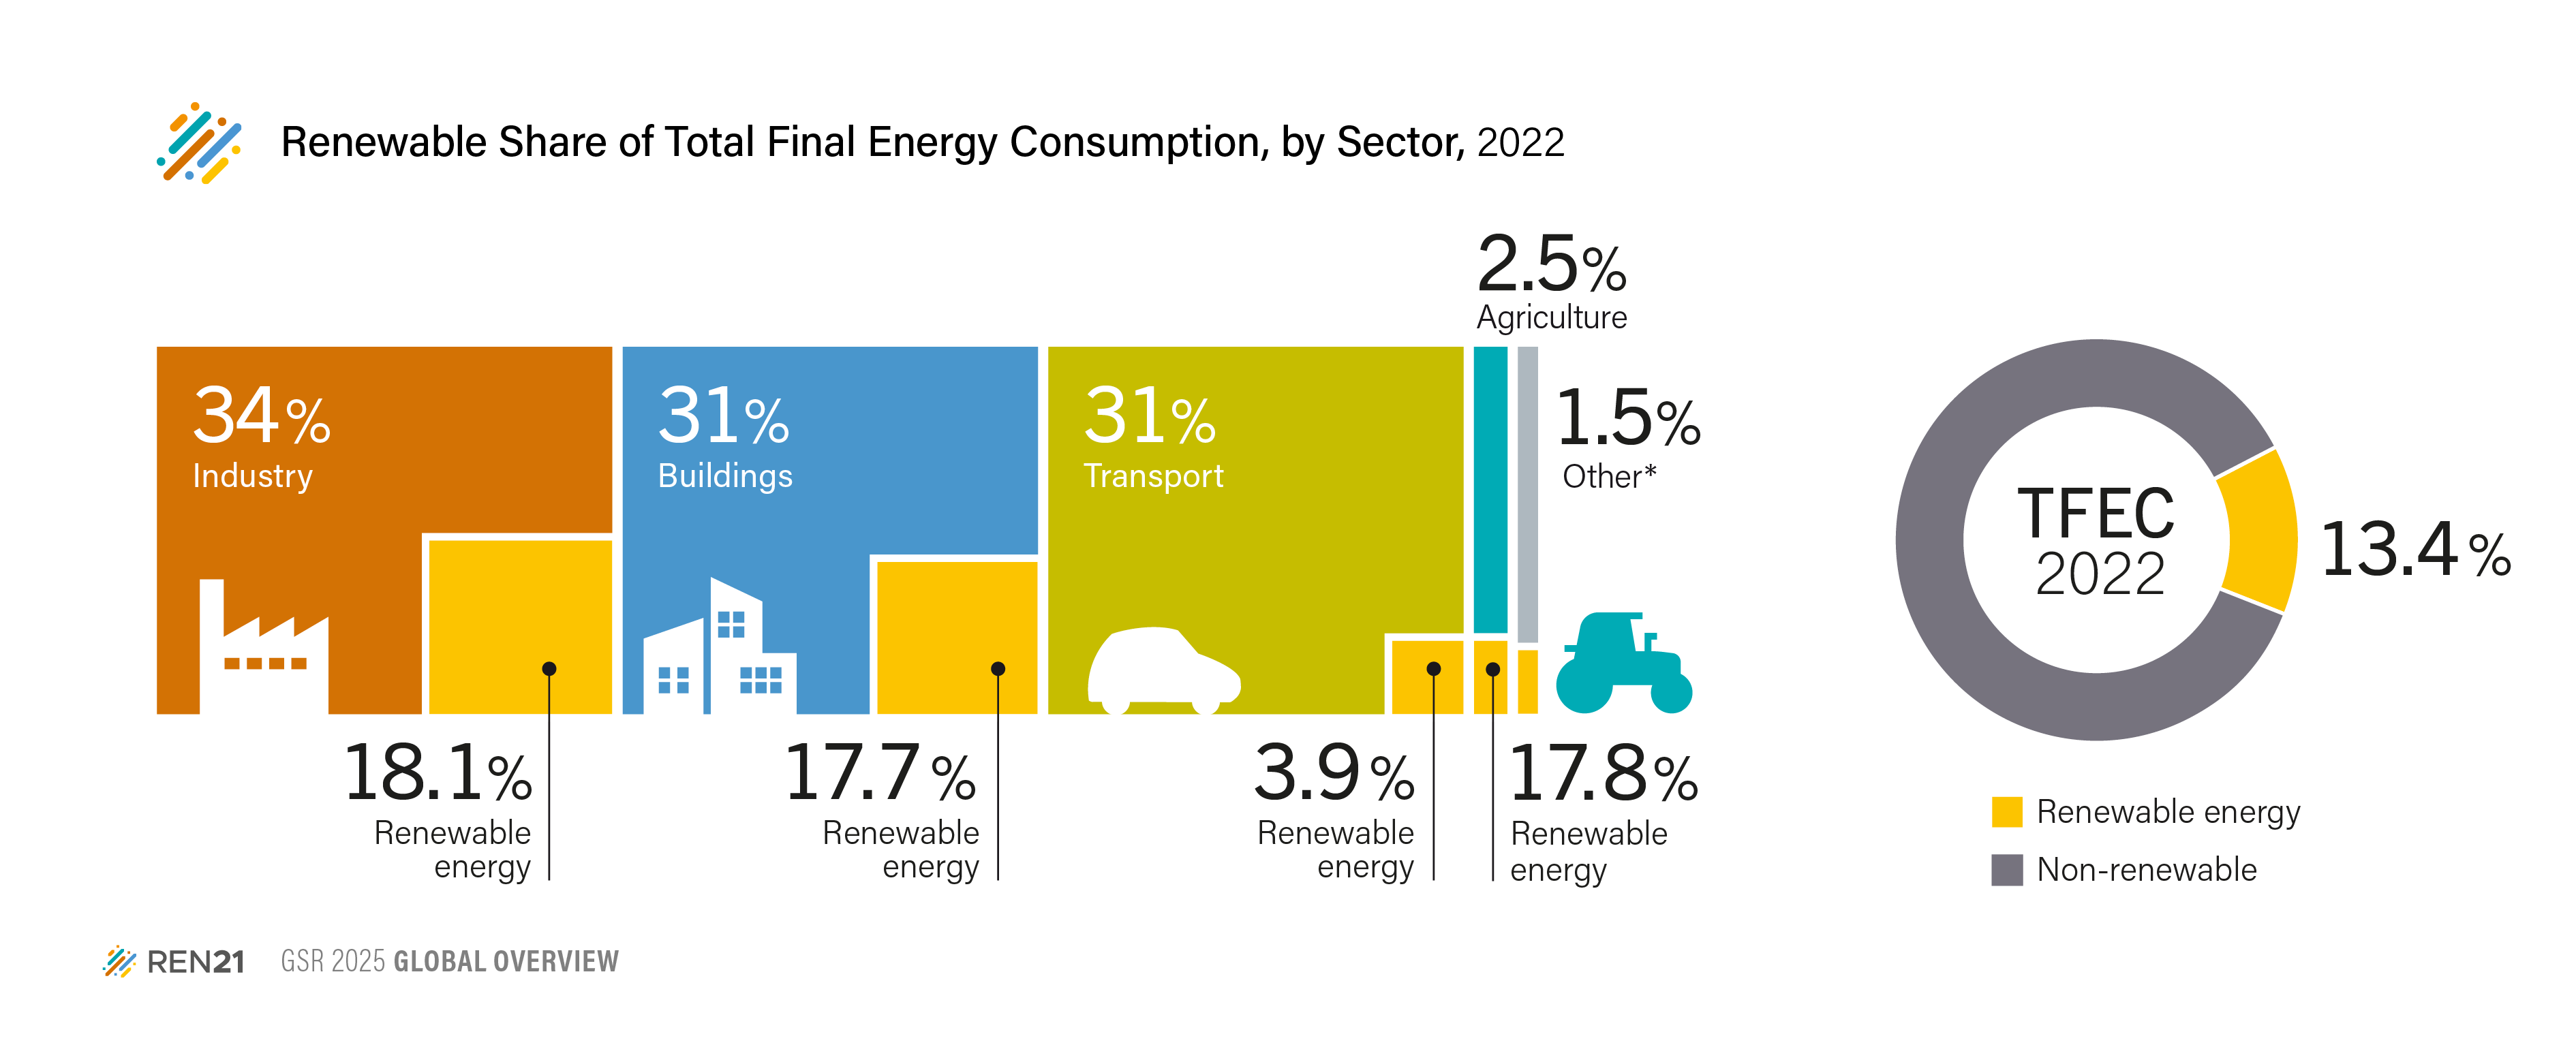 Renewable Share of Total Final Energy Consumption, by Sector, 2022
2.5%
Agriculture
34%
Industry
31%
Buildings
31%
Transport
1.5%
Other*
18.1%
Renewable
energy
17.7%
Renewable
energy
3.9%
Renewable
energy
17.8%
Renewable
energy
TFEC
2022
13.4%
Renewable energy
Non-renewable
REN21 GSR 2025 GLOBAL OVERVIEW